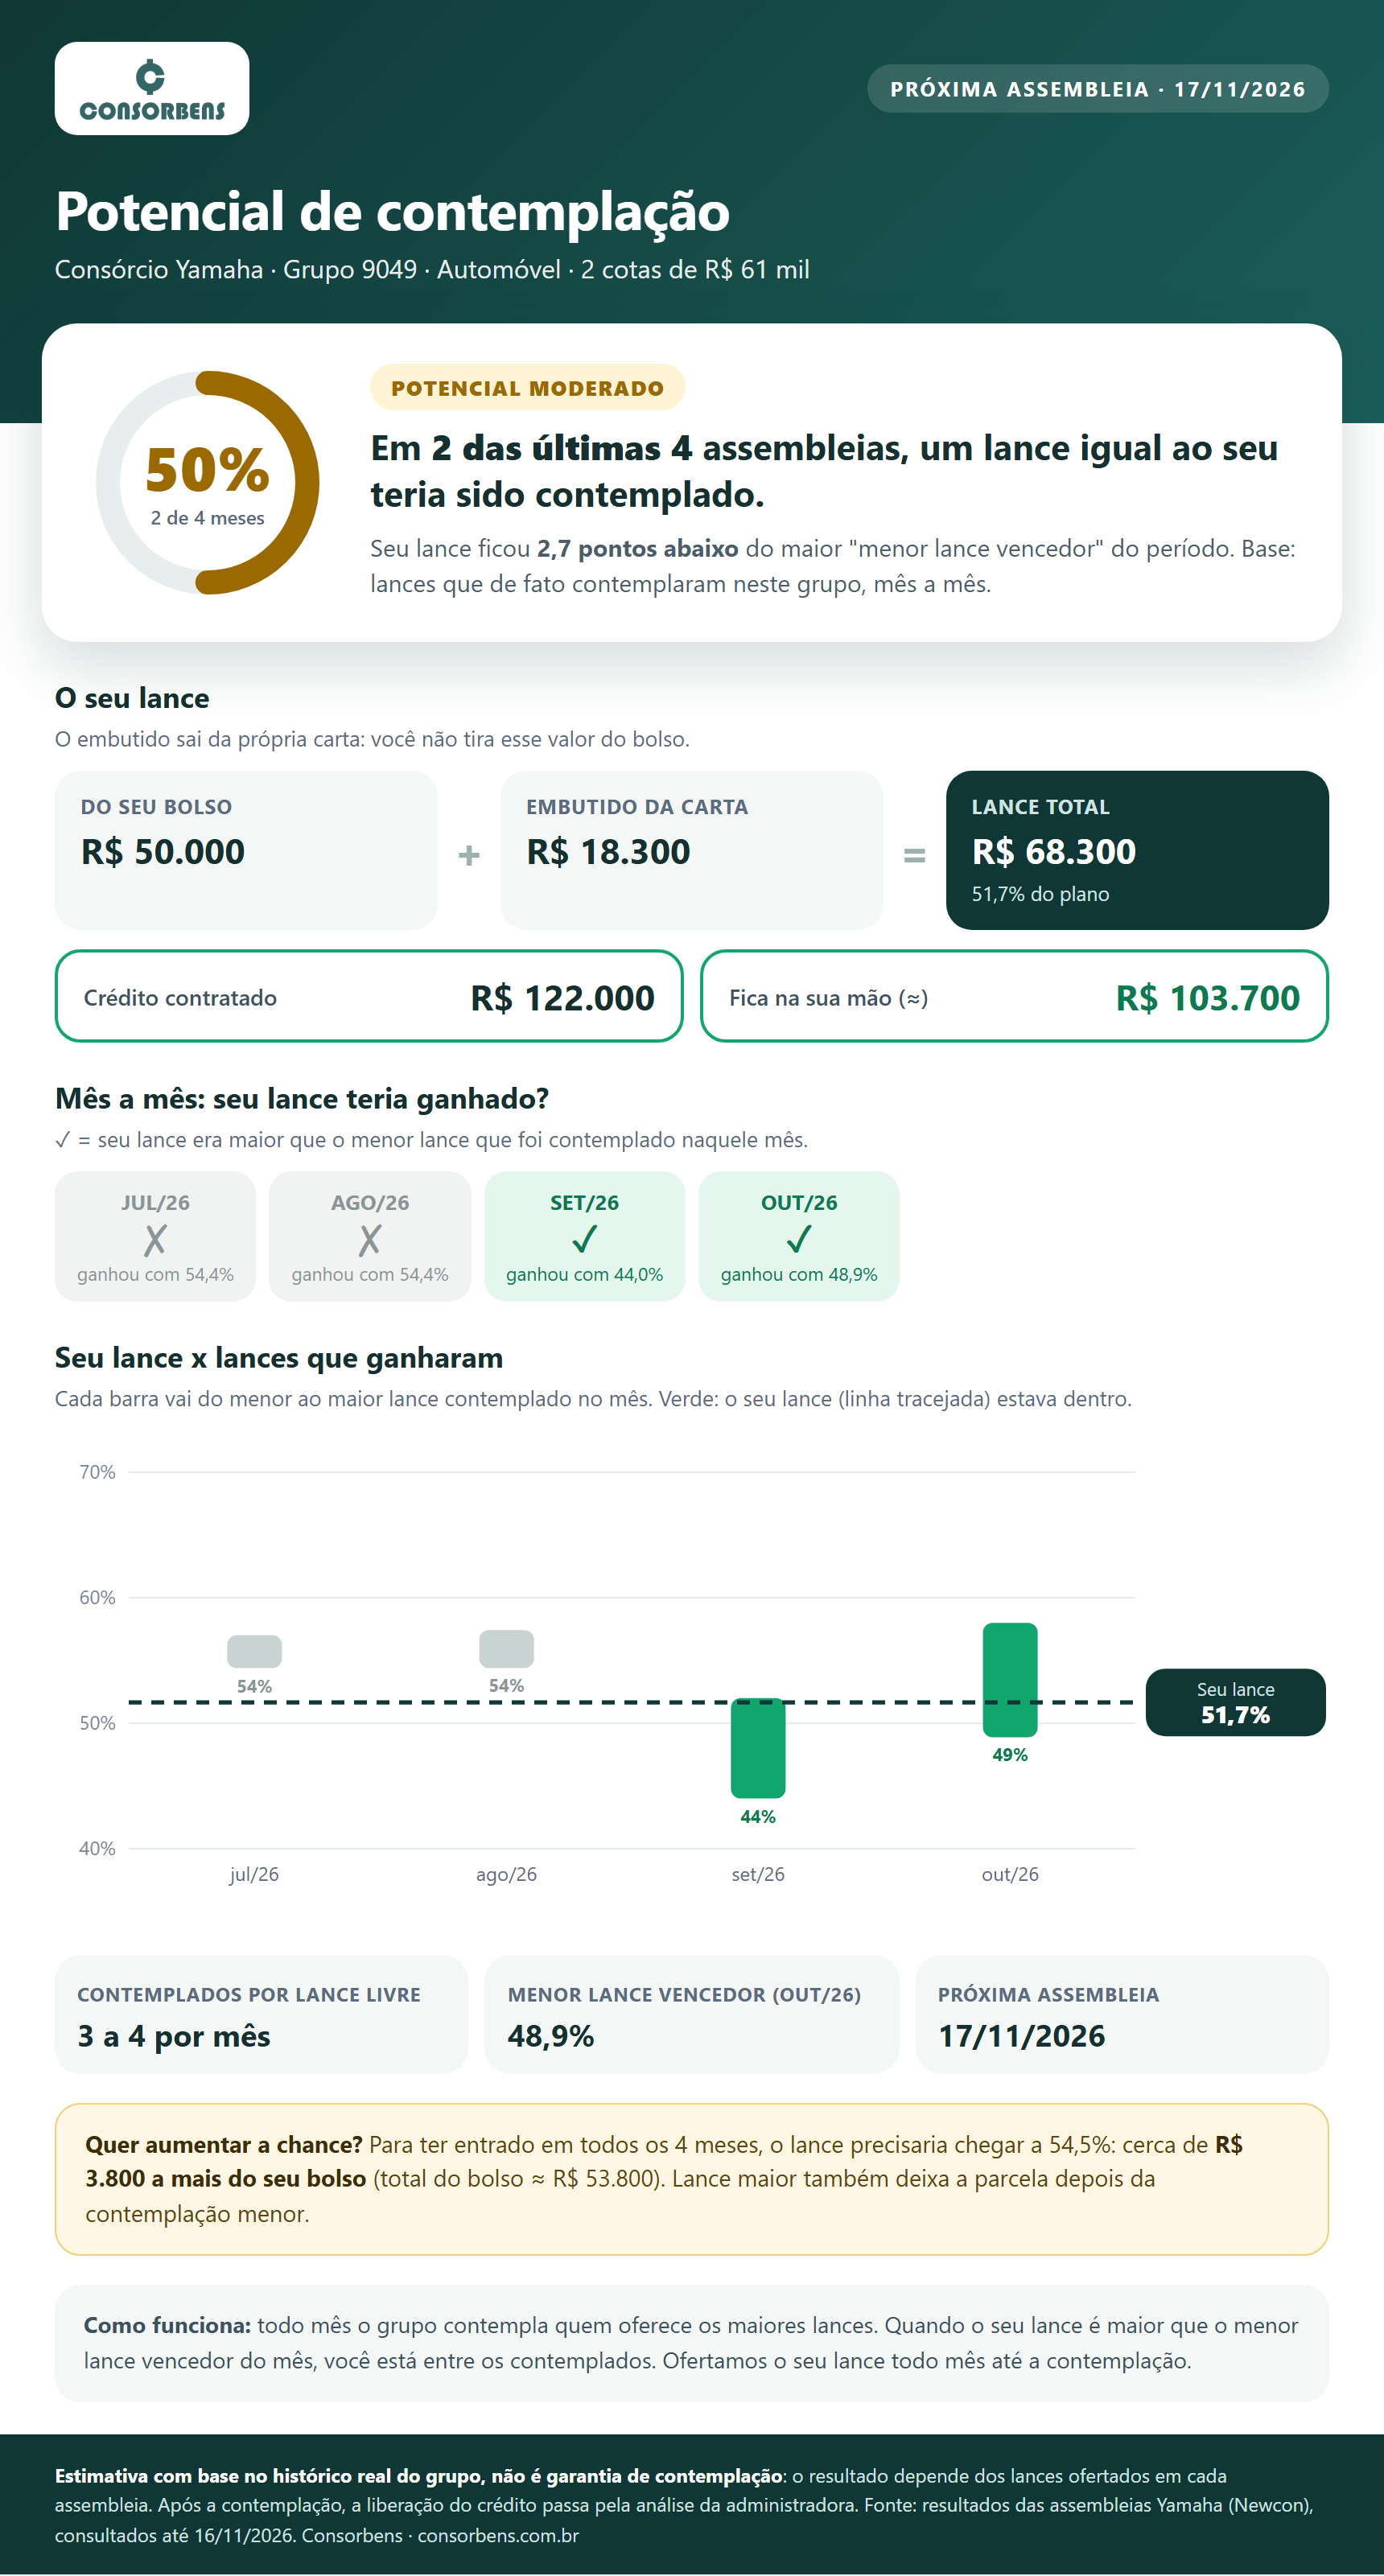 CONSORBENS
PRÓXIMA ASSEMBLEIA · 17/11/2026
Potencial de contemplação
Consórcio Yamaha · Grupo 9049 · Automóvel · 2 cotas de R$ 61 mil
50%
2 de 4 meses
POTENCIAL MODERADO
Em 2 das últimas 4 assembleias, um lance igual ao seu
teria sido contemplado.
Seu lance ficou 2,7 pontos abaixo do maior "menor lance vencedor" do período. Base:
lances que de fato contemplaram neste grupo, mês a mês.
O seu lance
O embutido sai da própria carta: você não tira esse valor do bolso.
DO SEU BOLSO
R$ 50.000
+
EMBUTIDO DA CARTA
R$ 18.300
=
LANCE TOTAL
R$ 68.300
51,7% do plano
Crédito contratado
R$ 122.000
Fica na sua mão (≈)
R$ 103.700
Mês a mês: seu lance teria ganhado?
✓ = seu lance era maior que o menor lance que foi contemplado naquele mês.
JUL/26
✗
ganhou com 54,4%
AGO/26
✗
ganhou com 54,4%
SET/26
✓
ganhou com 44,0%
OUT/26
✓
ganhou com 48,9%
Seu lance x lances que ganharam
Cada barra vai do menor ao maior lance contemplado no mês. Verde: o seu lance (linha tracejada) estava dentro.
70%
60%
50%
40%
54%
54%
44%
49%
Seu lance
51,7%
jul/26
ago/26
set/26
out/26
CONTEMPLADOS POR LANCE LIVRE
3 a 4 por mês
MENOR LANCE VENCEDOR (OUT/26)
48,9%
PRÓXIMA ASSEMBLEIA
17/11/2026
Quer aumentar a chance? Para ter entrado em todos os 4 meses, o lance precisaria chegar a 54,5%: cerca de R$
3.800 a mais do seu bolso (total do bolso ≈ R$ 53.800). Lance maior também deixa a parcela depois da
contemplação menor.
Como funciona: todo mês o grupo contempla quem oferece os maiores lances. Quando o seu lance é maior que o menor
lance vencedor do mês, você está entre os contemplados. Ofertamos o seu lance todo mês até a contemplação.
Estimativa com base no histórico real do grupo, não é garantia de contemplação: o resultado depende dos lances ofertados em cada
assembleia. Após a contemplação, a liberação do crédito passa pela análise da administradora. Fonte: resultados das assembleias Yamaha (Newcon),
consultados até 16/11/2026. Consorbens · consorbens.com.br